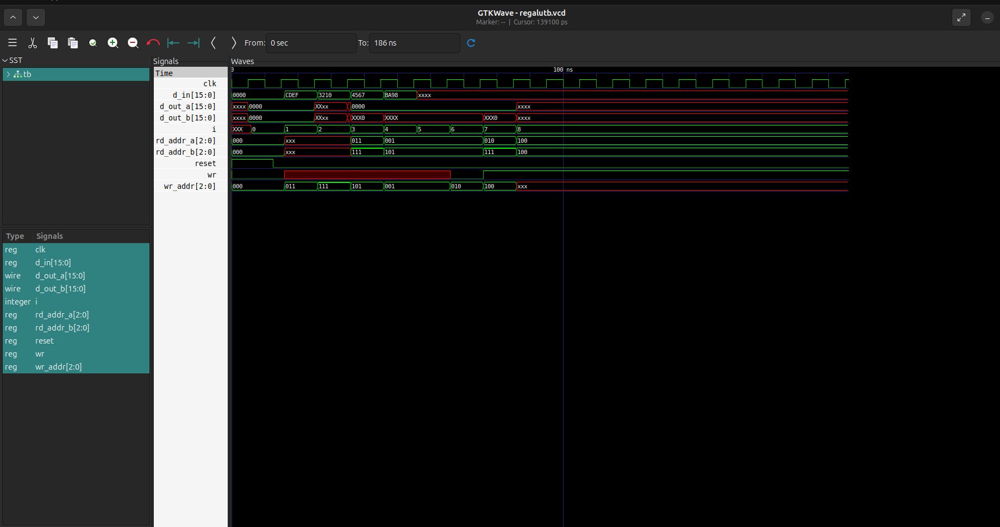 GTKWave - regalutb.vcd
Marker: -- | Cursor: 139100 ps
From: 0 sec To: 186 ns
SST
tb
Type Signals
reg clk
reg d_in[15:0]
wire d_out_a[15:0]
wire d_out_b[15:0]
integer i
reg rd_addr_a[2:0]
reg rd_addr_b[2:0]
reg reset
reg wr
reg wr_addr[2:0]
Signals Waves
Time 0 100 ns
clk
d_in[15:0] 0000 CDEF 3210 4567 BA98 xxxx
d_out_a[15:0] xxxx 0000 XXxx 0000 xxxx
d_out_b[15:0] xxxx 0000 XXxx XXX0 XXXX XXX0 xxxx
i XXX 0 1 2 3 4 5 6 7 8
rd_addr_a[2:0] 000 xxx 011 001 010 100
rd_addr_b[2:0] 000 xxx 111 101 111 100
reset
wr
wr_addr[2:0] 000 011 111 101 001 010 100 xxx